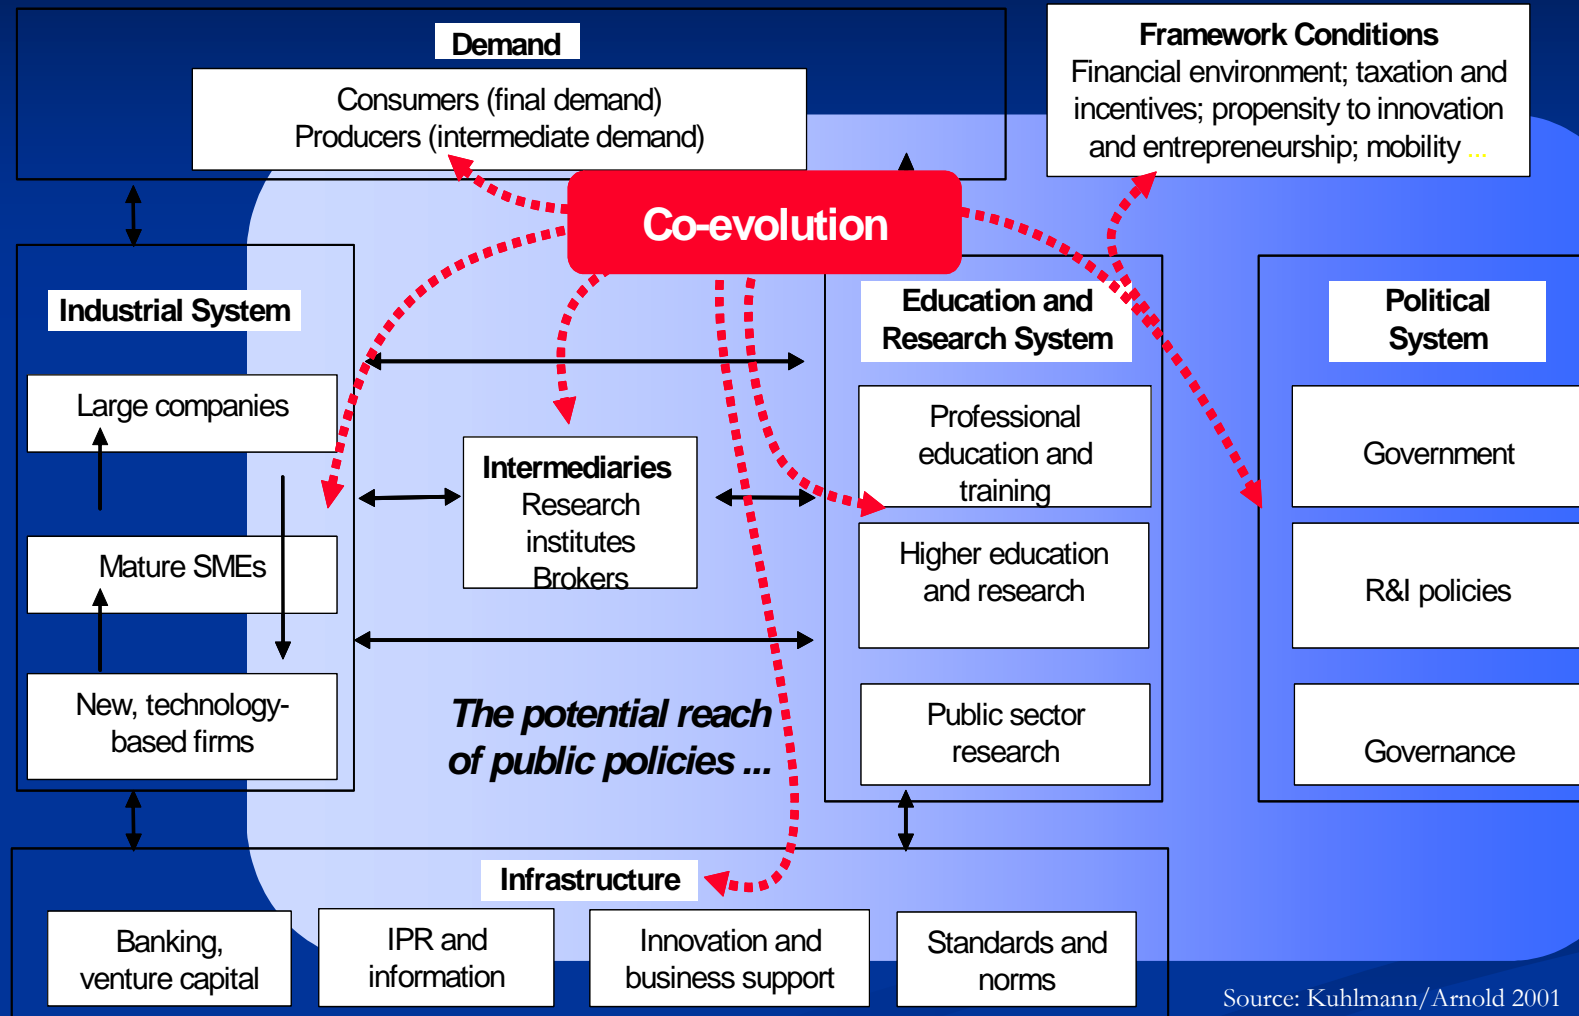 Demand
Consumers (final demand)
Producers (intermediate demand)
Framework Conditions
Financial environment; taxation and
incentives; propensity to innovation
and entrepreneurship; mobility ...
Co-evolution
Industrial System
Large companies
Mature SMEs
New, technology-
based firms
Intermediaries
Research
institutes
Brokers
Education and
Research System
Professional
education and
training
Higher education
and research
Public sector
research
Political
System
Government
R&I policies
Governance
The potential reach
of public policies ...
Infrastructure
Banking,
venture capital
IPR and
information
Innovation and
business support
Standards and
norms
Source: Kuhlmann/Arnold 2001